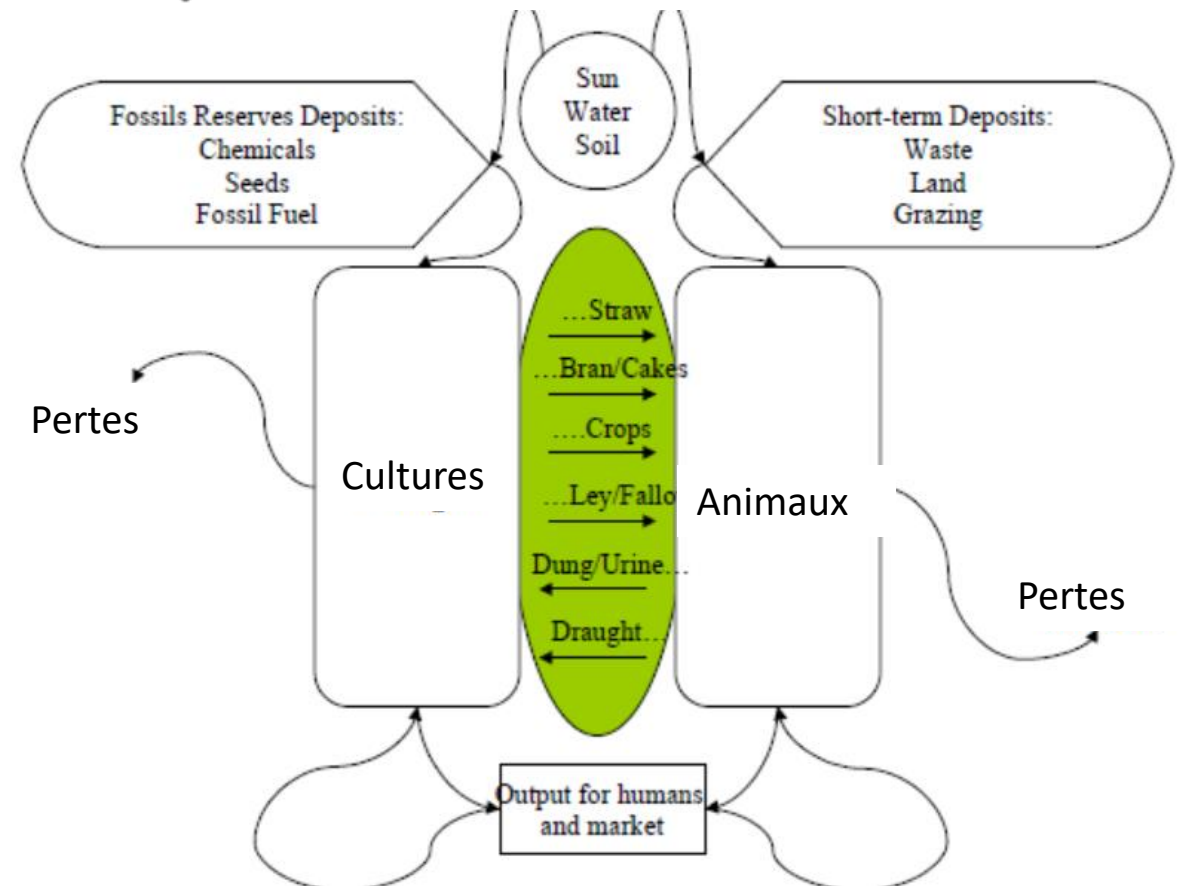 Sun
Water
Soil
Fossils Reserves Deposits:
Chemicals
Seeds
Fossil Fuel
Short-term Deposits:
Waste
Land
Grazing
…Straw
…Bran/Cakes
….Crops
…Ley/Fallo
Dung/Urine…
Draught…
Pertes
Cultures
Animaux
Pertes
Output for humans
and market